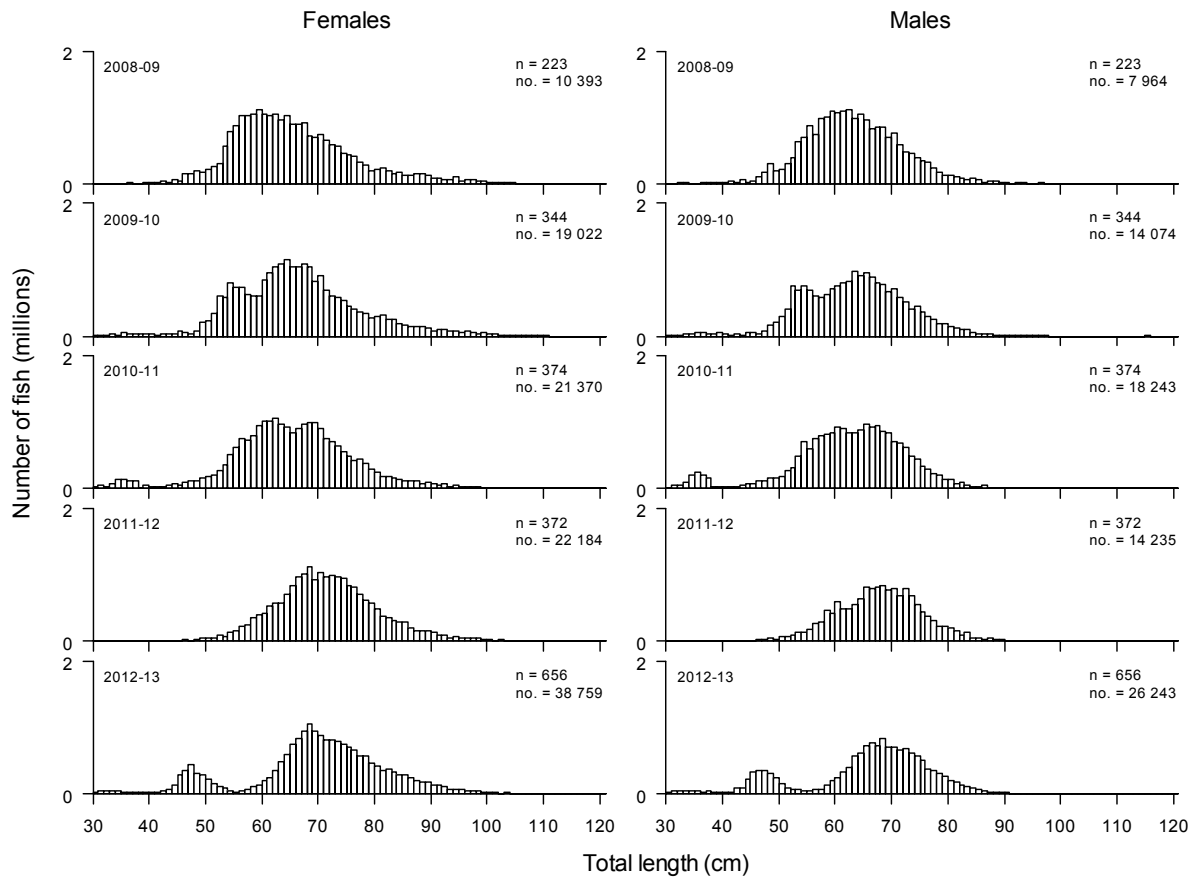 Females
Males
Number of fish (millions)
2
2008-09
n = 223
no. = 10 393
0
2
2008-09
n = 223
no. = 7 964
0
2
2009-10
n = 344
no. = 19 022
0
2
2009-10
n = 344
no. = 14 074
0
2
2010-11
n = 374
no. = 21 370
0
2
2010-11
n = 374
no. = 18 243
0
2
2011-12
n = 372
no. = 22 184
0
2
2011-12
n = 372
no. = 14 235
0
2
2012-13
n = 656
no. = 38 759
0
2
2012-13
n = 656
no. = 26 243
0
30 40 50 60 70 80 90 100 110 120
30 40 50 60 70 80 90 100 110 120
Total length (cm)